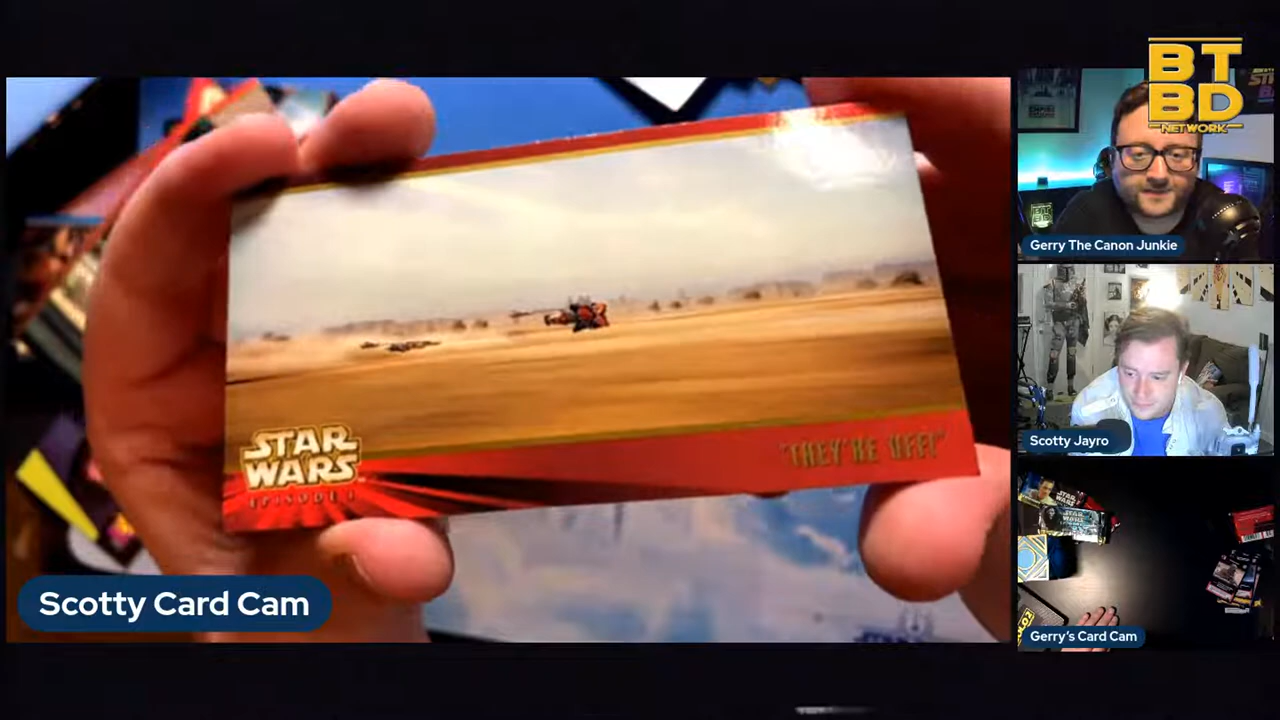 BT
BD
NETWORK
STAR
WARS
EPISODE I
"THEY'RE OFF!"
Scotty Card Cam
Gerry The Canon Junkie
Scotty Jayro
Gerry's Card Cam